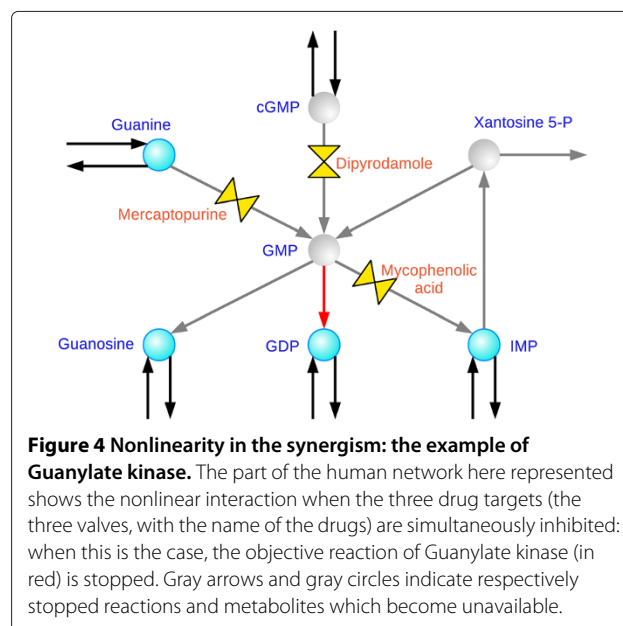 cGMP
Guanine
Xantosine 5-P
Dipyrodamole
Mercaptopurine
GMP
Mycophenolic
acid
Guanosine
GDP
IMP
Figure 4 Nonlinearity in the synergism: the example of
Guanylate kinase. The part of the human network here represented
shows the nonlinear interaction when the three drug targets (the
three valves, with the name of the drugs) are simultaneously inhibited:
when this is the case, the objective reaction of Guanylate kinase (in
red) is stopped. Gray arrows and gray circles indicate respectively
stopped reactions and metabolites which become unavailable.